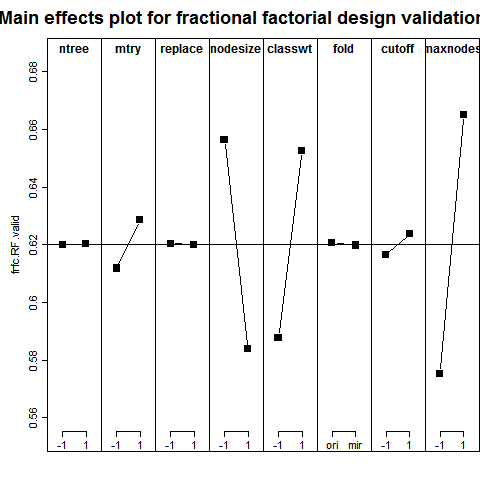 Main effects plot for fractional factorial design validation
ntree mtry replace nodesize classwt fold cutoff maxnodes
0.68
0.66
0.64
0.62
0.6
0.58
0.56
frfc.RF.valid
-1 1 -1 1 -1 1 -1 1 -1 1 ori mir -1 1 -1 1